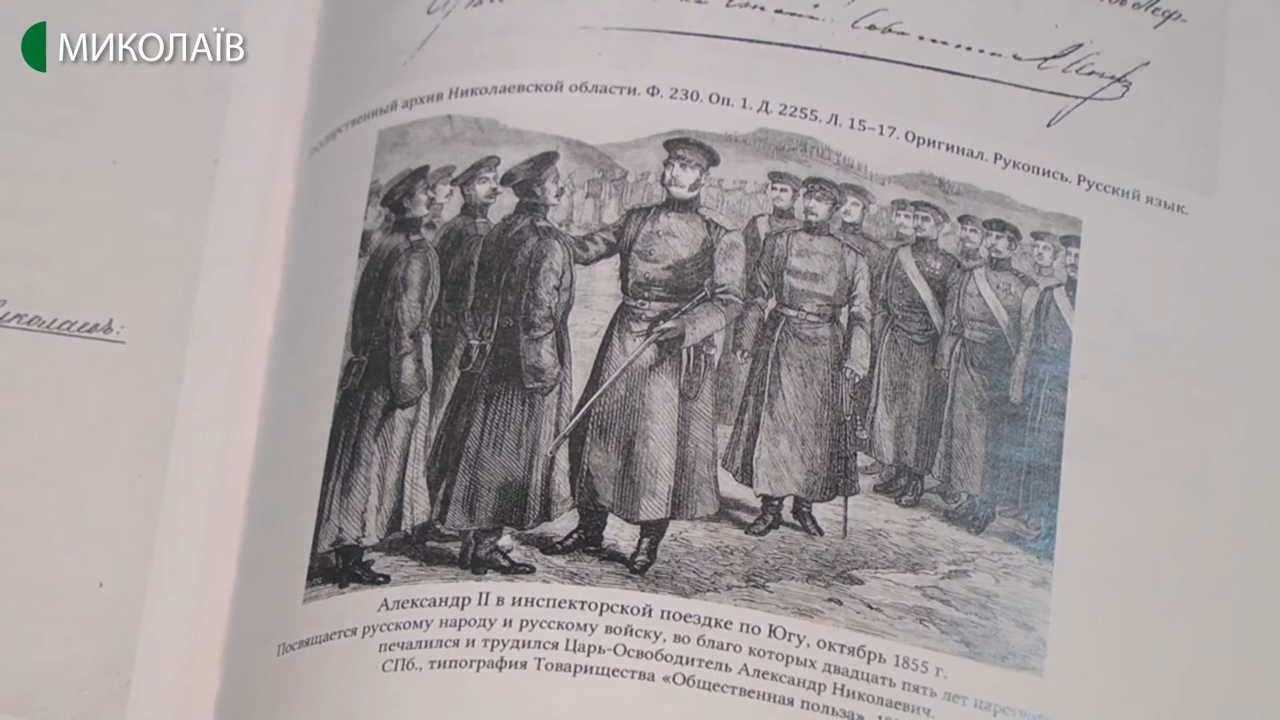 МИКОЛАЇВ
Государственный архив Николаевской области. Ф. 230. Оп. 1. Д. 2255. Л. 15–17. Оригинал. Рукопись. Русский язык.
Александр II в инспекторской поездке по Югу, октябрь 1855 г.
Посвящается русскому народу и русскому войску, во благо которых двадцать пять лет царствовал
печалился и трудился Царь-Освободитель Александр Николаевич.
СПб., типография Товарищества «Общественная польза»,